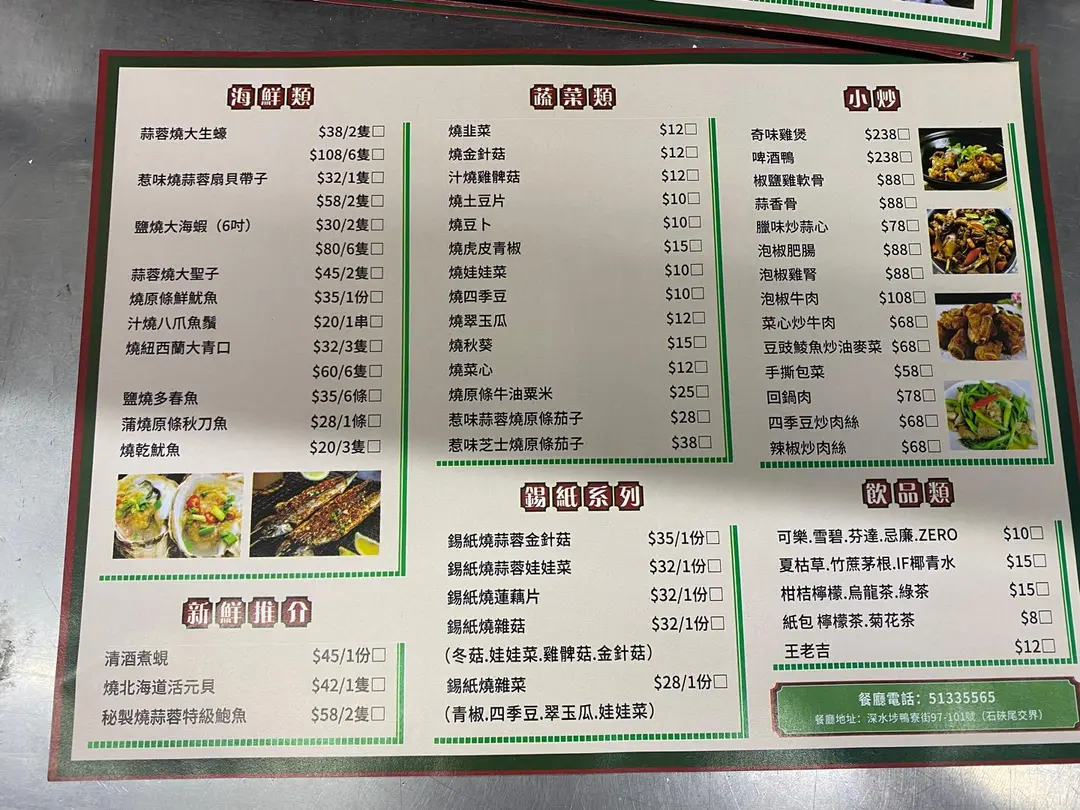 海鮮類
蒜蓉燒大生蠔 $38/2隻□
$108/6隻□
惹味燒蒜蓉扇貝帶子 $32/1隻□
$58/2隻□
鹽燒大海蝦（6吋） $30/2隻□
$80/6隻□
蒜蓉燒大聖子 $45/2隻□
燒原條鮮魷魚 $35/1份□
汁燒八爪魚鬚 $20/1串□
燒紐西蘭大青口 $32/3隻□
$60/6隻□
鹽燒多春魚 $35/6條□
蒲燒原條秋刀魚 $28/1條□
燒乾魷魚 $20/3隻□
新鮮推介
清酒煮蜆 $45/1份□
燒北海道活元貝 $42/1隻□
秘製燒蒜蓉特級鮑魚 $58/2隻□
蔬菜類
燒韭菜 $12□
燒金針菇 $12□
汁燒雞髀菇 $12□
燒土豆片 $10□
燒豆卜 $10□
燒虎皮青椒 $15□
燒娃娃菜 $10□
燒四季豆 $10□
燒翠玉瓜 $12□
燒秋葵 $15□
燒菜心 $12□
燒原條牛油粟米 $25□
惹味蒜蓉燒原條茄子 $28□
惹味芝士燒原條茄子 $38□
錫紙系列
錫紙燒蒜蓉金針菇 $35/1份□
錫紙燒蒜蓉娃娃菜 $32/1份□
錫紙燒蓮藕片 $32/1份□
錫紙燒雜菇 $32/1份□
（冬菇.娃娃菜.雞髀菇.金針菇）
錫紙燒雜菜 $28/1份□
（青椒.四季豆.翠玉瓜.娃娃菜）
小炒
奇味雞煲 $238□
啤酒鴨 $238□
椒鹽雞軟骨 $88□
蒜香骨 $88□
臘味炒菜心 $78□
泡椒肥腸 $88□
泡椒雞腎 $88□
泡椒牛肉 $108□
菜心炒牛肉 $68□
豆豉鯪魚炒油麥菜 $68□
手撕包菜 $58□
回鍋肉 $78□
四季豆炒肉絲 $68□
辣椒炒肉絲 $68□
飲品類
可樂.雪碧.芬達.忌廉.ZERO $10□
夏枯草.竹蔗茅根.IF椰青水 $15□
柑桔檸檬.烏龍茶.綠茶 $15□
紙包 檸檬茶.菊花茶 $8□
王老吉 $12□
餐廳電話：51335565
餐廳地址：深水埗鴨寮街97-101號（石硤尾交界）